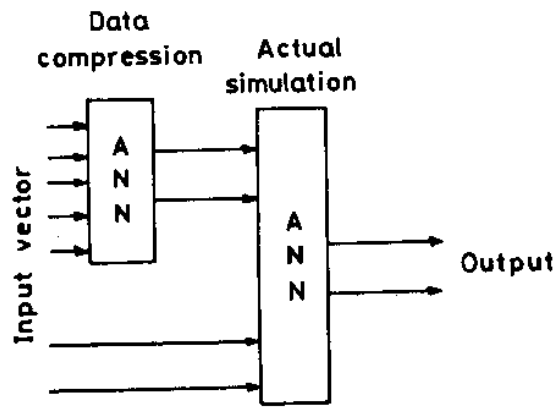 Data
compression
Actual
simulation
A
N
N
A
N
N
Input vector
Output